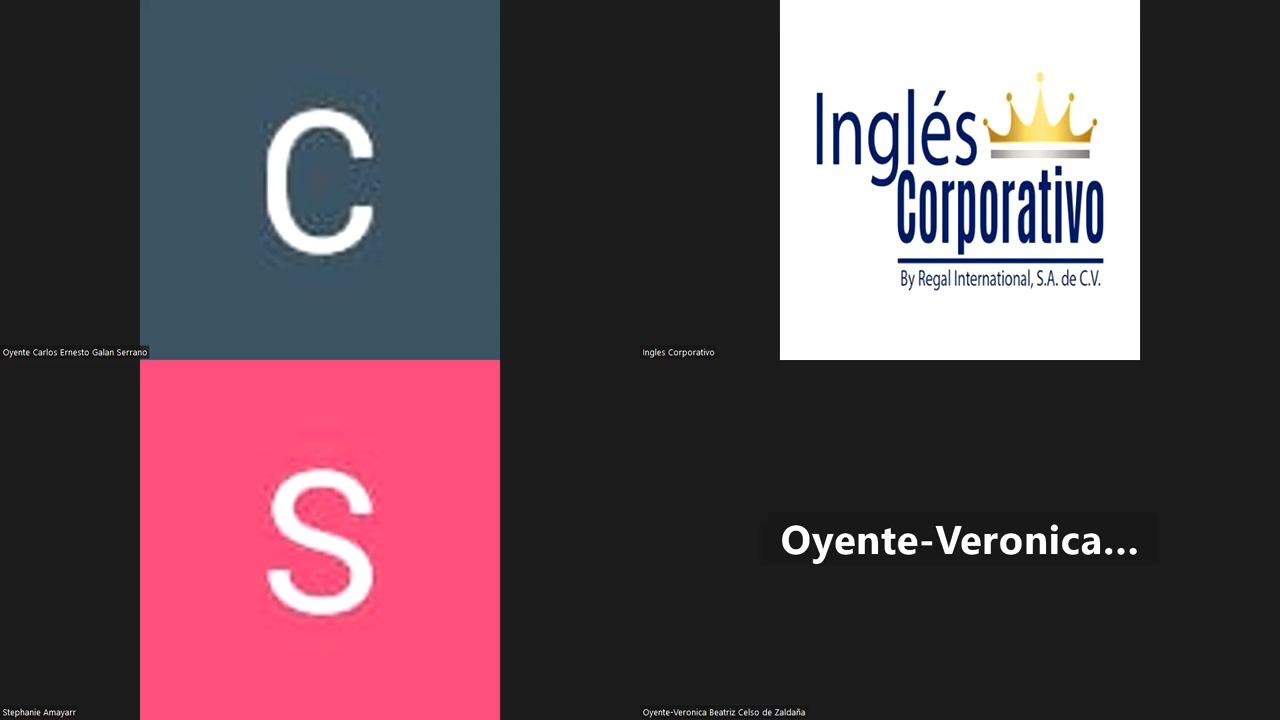 C
Inglés
Corporativo
By Regal International, S.A. de C.V.
Oyente Carlos Ernesto Galan Serrano
Ingles Corporativo
S
Oyente-Veronica...
Stephanie Amayarr
Oyente-Veronica Beatriz Celso de Zaldaña